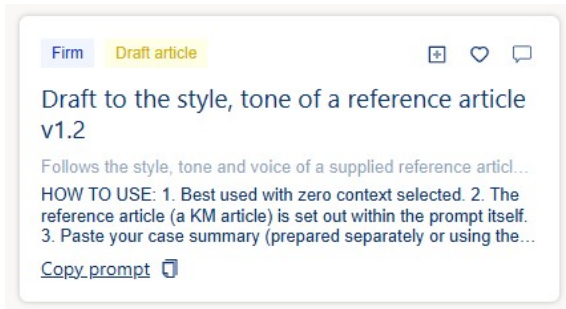 Firm
Draft article
Draft to the style, tone of a reference article
v1.2
Follows the style, tone and voice of a supplied reference articl...
HOW TO USE: 1. Best used with zero context selected. 2. The
reference article (a KM article) is set out within the prompt itself.
3. Paste your case summary (prepared separately or using the...
Copy prompt